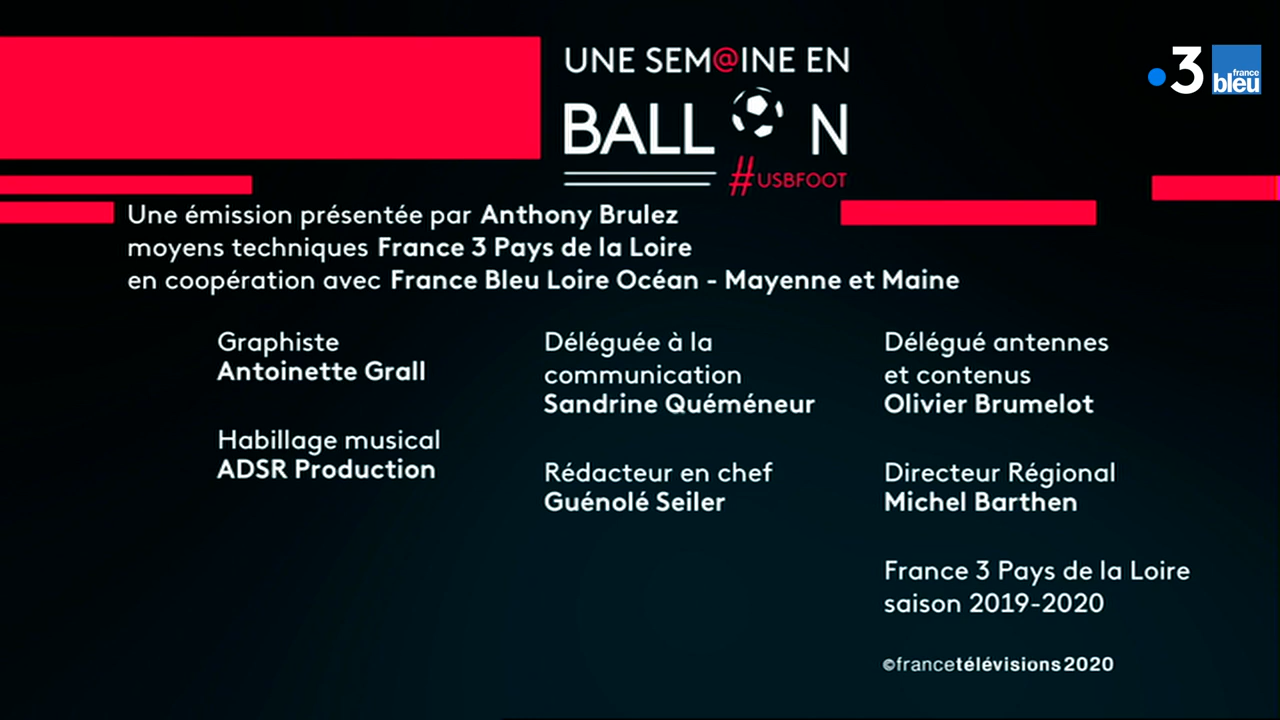 UNE SEM@INE EN
BALL N
#USBFOOT
3
france
bleu
Une émission présentée par Anthony Brulez
moyens techniques France 3 Pays de la Loire
en coopération avec France Bleu Loire Océan - Mayenne et Maine
Graphiste
Antoinette Grall
Habillage musical
ADSR Production
Déléguée à la
communication
Sandrine Quéméneur
Rédacteur en chef
Guénolé Seiler
Délégué antennes
et contenus
Olivier Brumelot
Directeur Régional
Michel Barthen
France 3 Pays de la Loire
saison 2019-2020
©francetélévisions2020